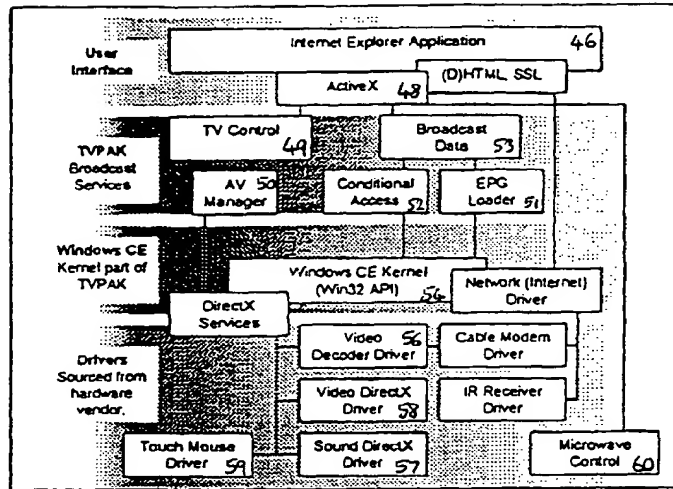 Internet Explorer Application 46
User
Interface
(D)HTML, SSL
ActiveX 48
TV Control
49
Broadcast
Data 53
TVPAK
Broadcast
Services
AV 50
Manager
Conditional
Access 52
EPG
Loader 51
Windows CE
Kernel part of
TVPAK
Windows CE Kernel
(Win32 API) 54
Network (Internet)
Driver
DirectX
Services
Drivers
Sourced from
hardware
vendor.
Video 56
Decoder Driver
Cable Modem
Driver
Video DirectX
Driver 58
IR Receiver
Driver
Touch Mouse
Driver 59
Sound DirectX
Driver 57
Microwave
Control 60